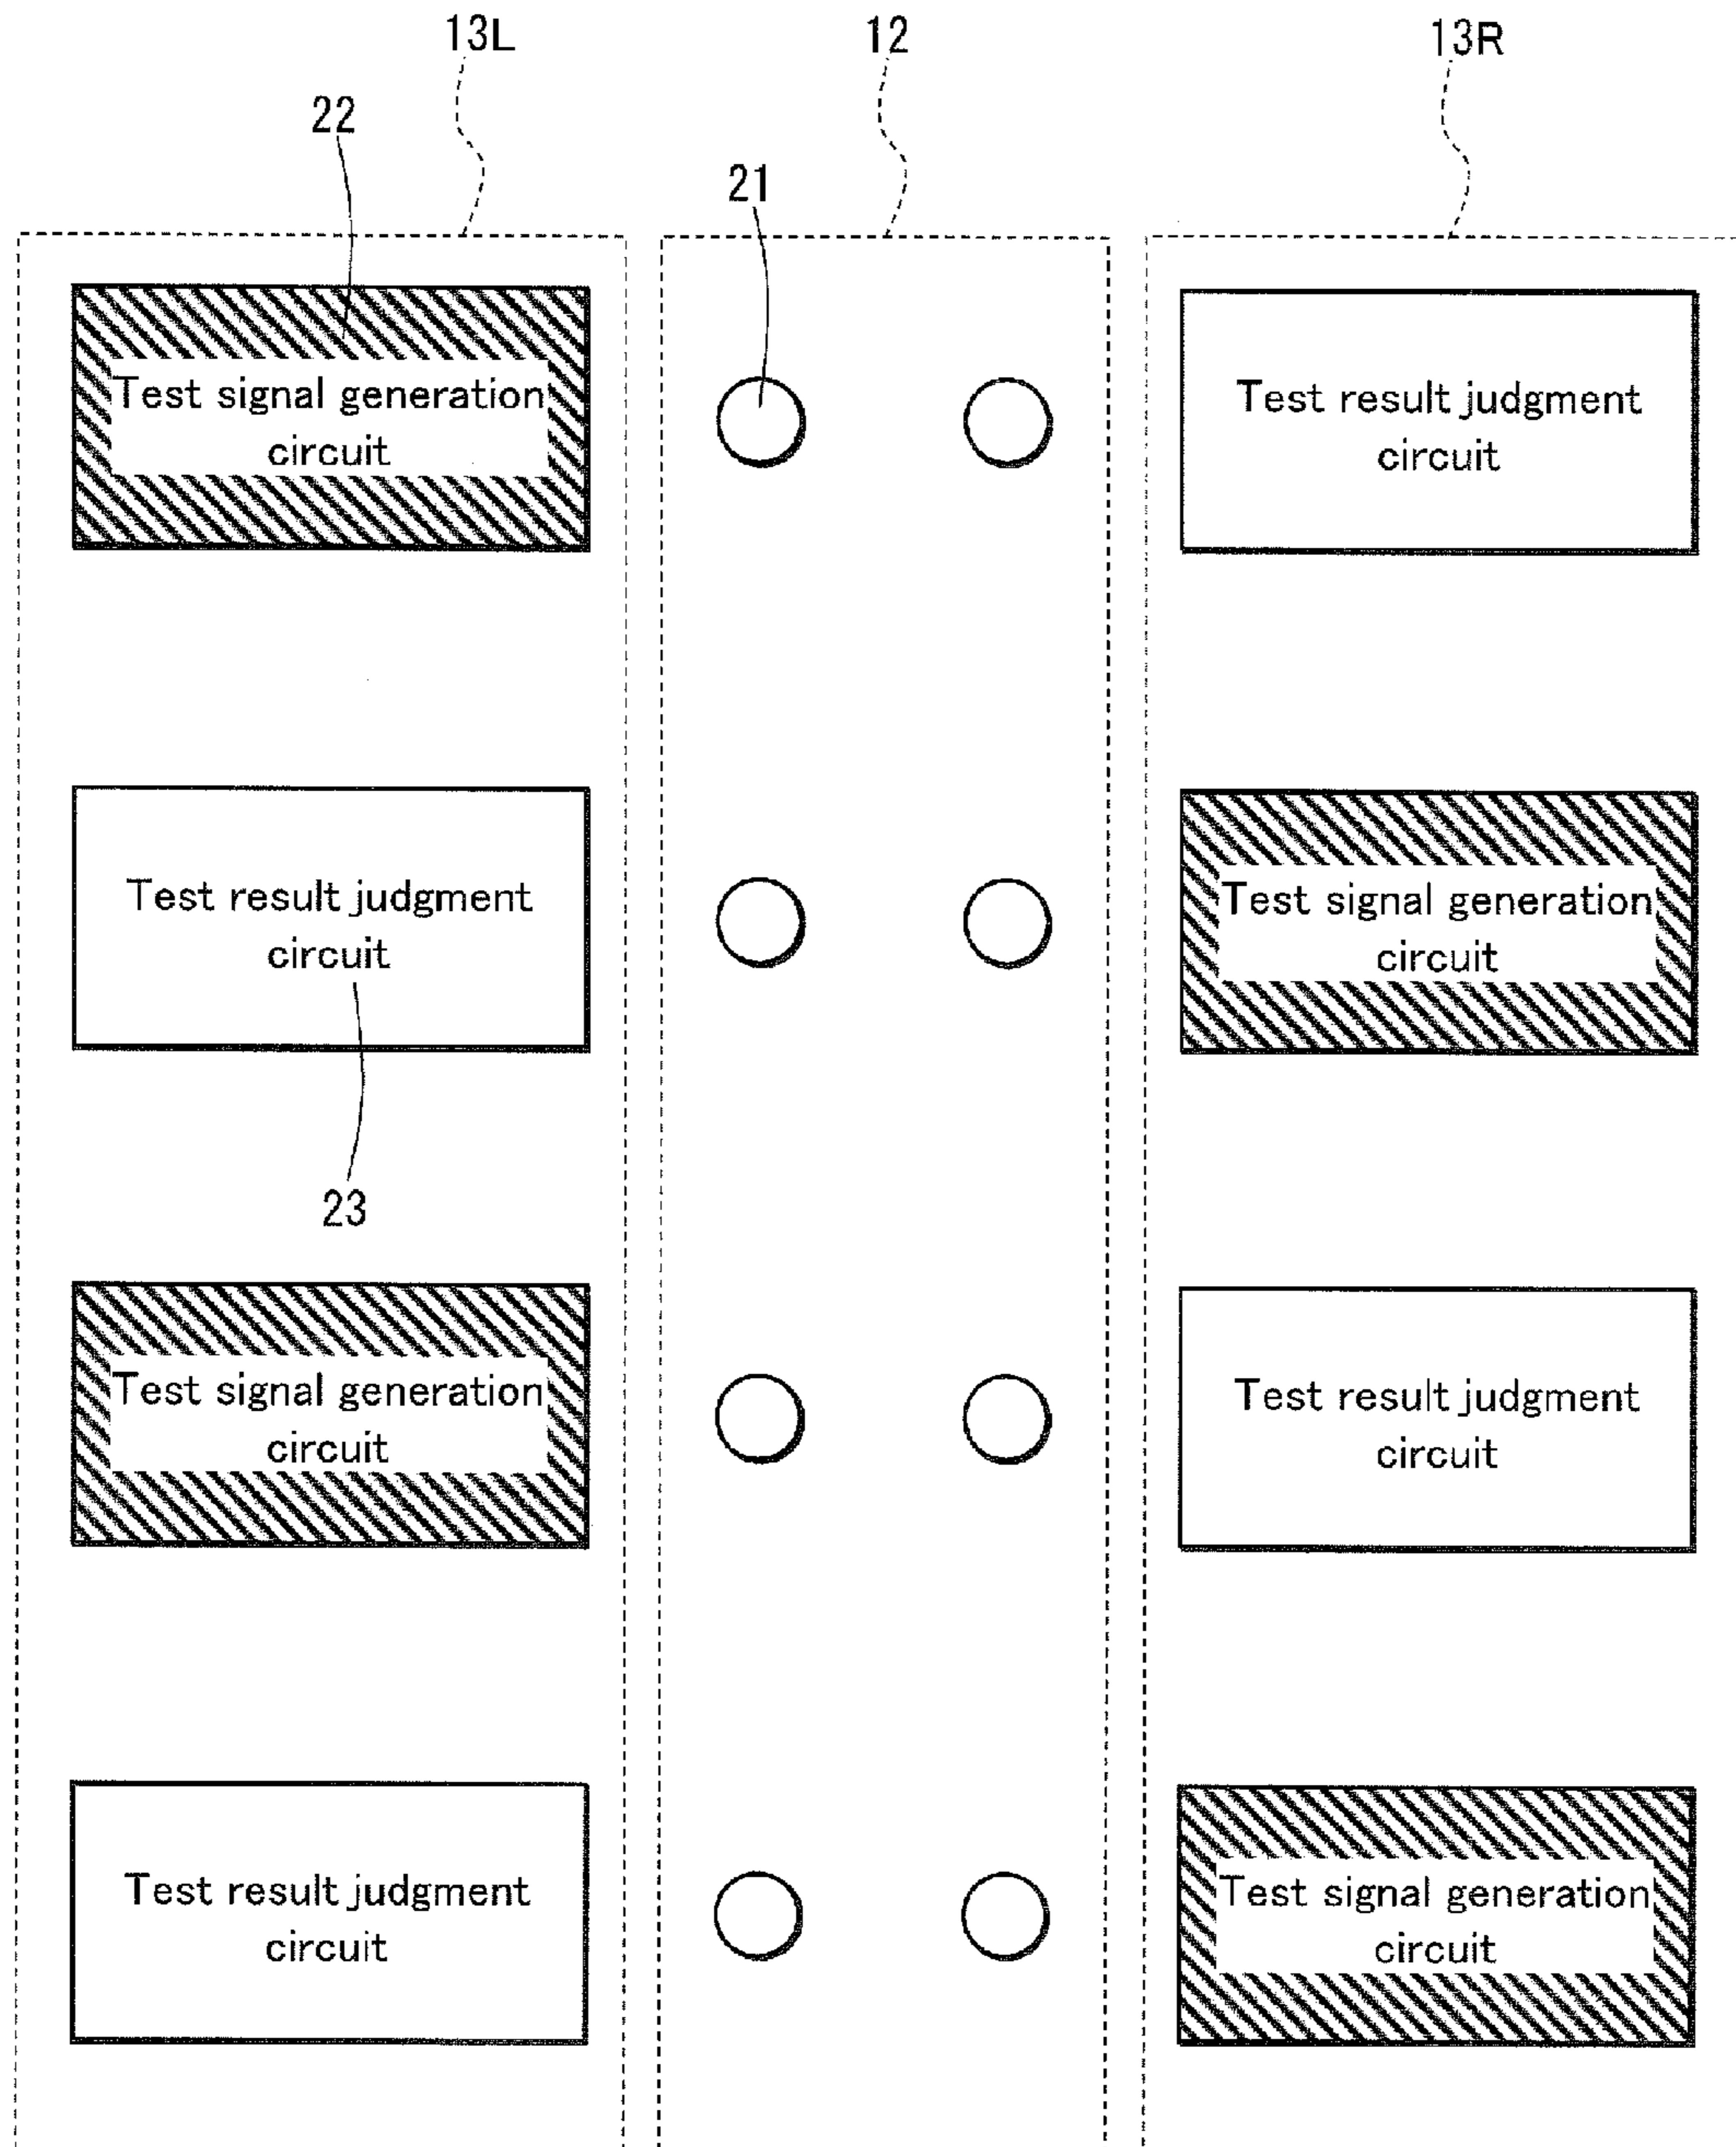 13L
12
13R
22
21
Test signal generation
circuit
Test result judgment
circuit
Test result judgment
circuit
Test signal generation
circuit
23
Test signal generation
circuit
Test result judgment
circuit
Test result judgment
circuit
Test signal generation
circuit